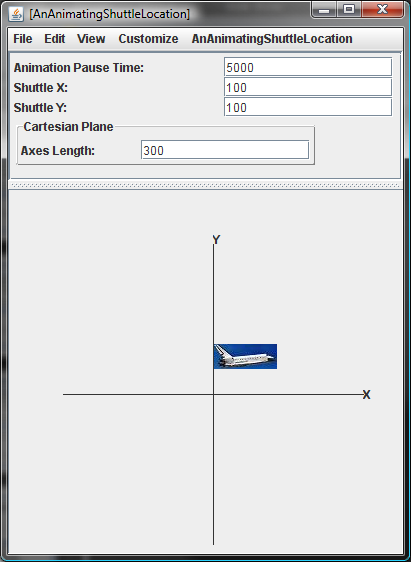 [AnAnimatingShuttleLocation]
File Edit View Customize AnAnimatingShuttleLocation
Animation Pause Time: 5000
Shuttle X: 100
Shuttle Y: 100
Cartesian Plane
Axes Length: 300
Y
X